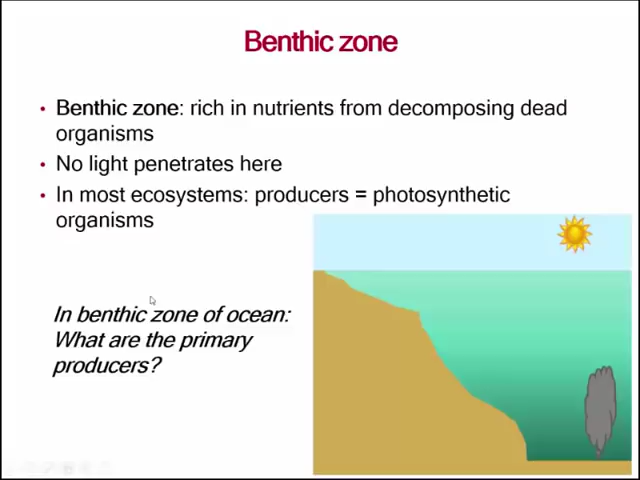 Benthic zone
• Benthic zone: rich in nutrients from decomposing dead
organisms
• No light penetrates here
• In most ecosystems: producers = photosynthetic
organisms
In benthic zone of ocean:
What are the primary
producers?